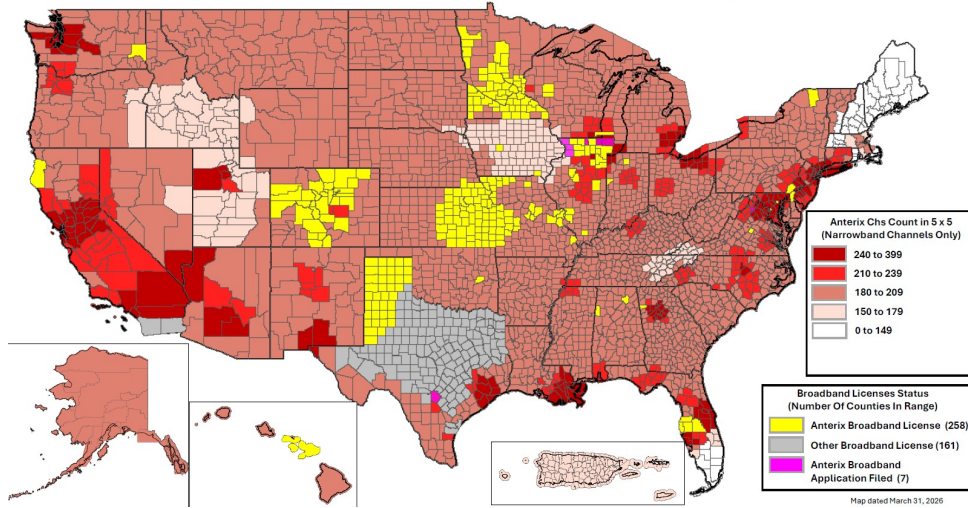 Anterix Chs Count in 5 x 5
(Narrowband Channels Only)
240 to 399
210 to 239
180 to 209
150 to 179
0 to 149
Broadband Licenses Status
(Number Of Counties In Range)
Anterix Broadband License (258)
Other Broadband License (161)
Anterix Broadband
Application Filed (7)
Map dated March 31, 2026